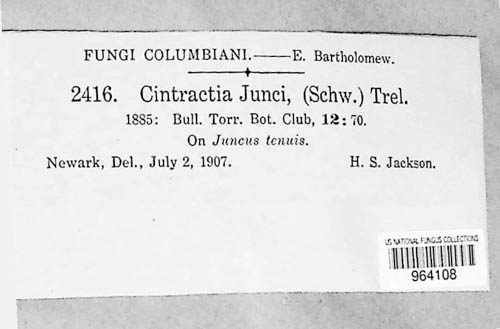 FUNGI COLUMBIANI.—E. Bartholomew.
2416. Cintractia Junci, (Schw.) Trel.
1885: Bull. Torr. Bot. Club, 12: 70.
On Juncus tenuis.
Newark, Del., July 2, 1907. H. S. Jackson.
US NATIONAL FUNGUS COLLECTIONS
964108